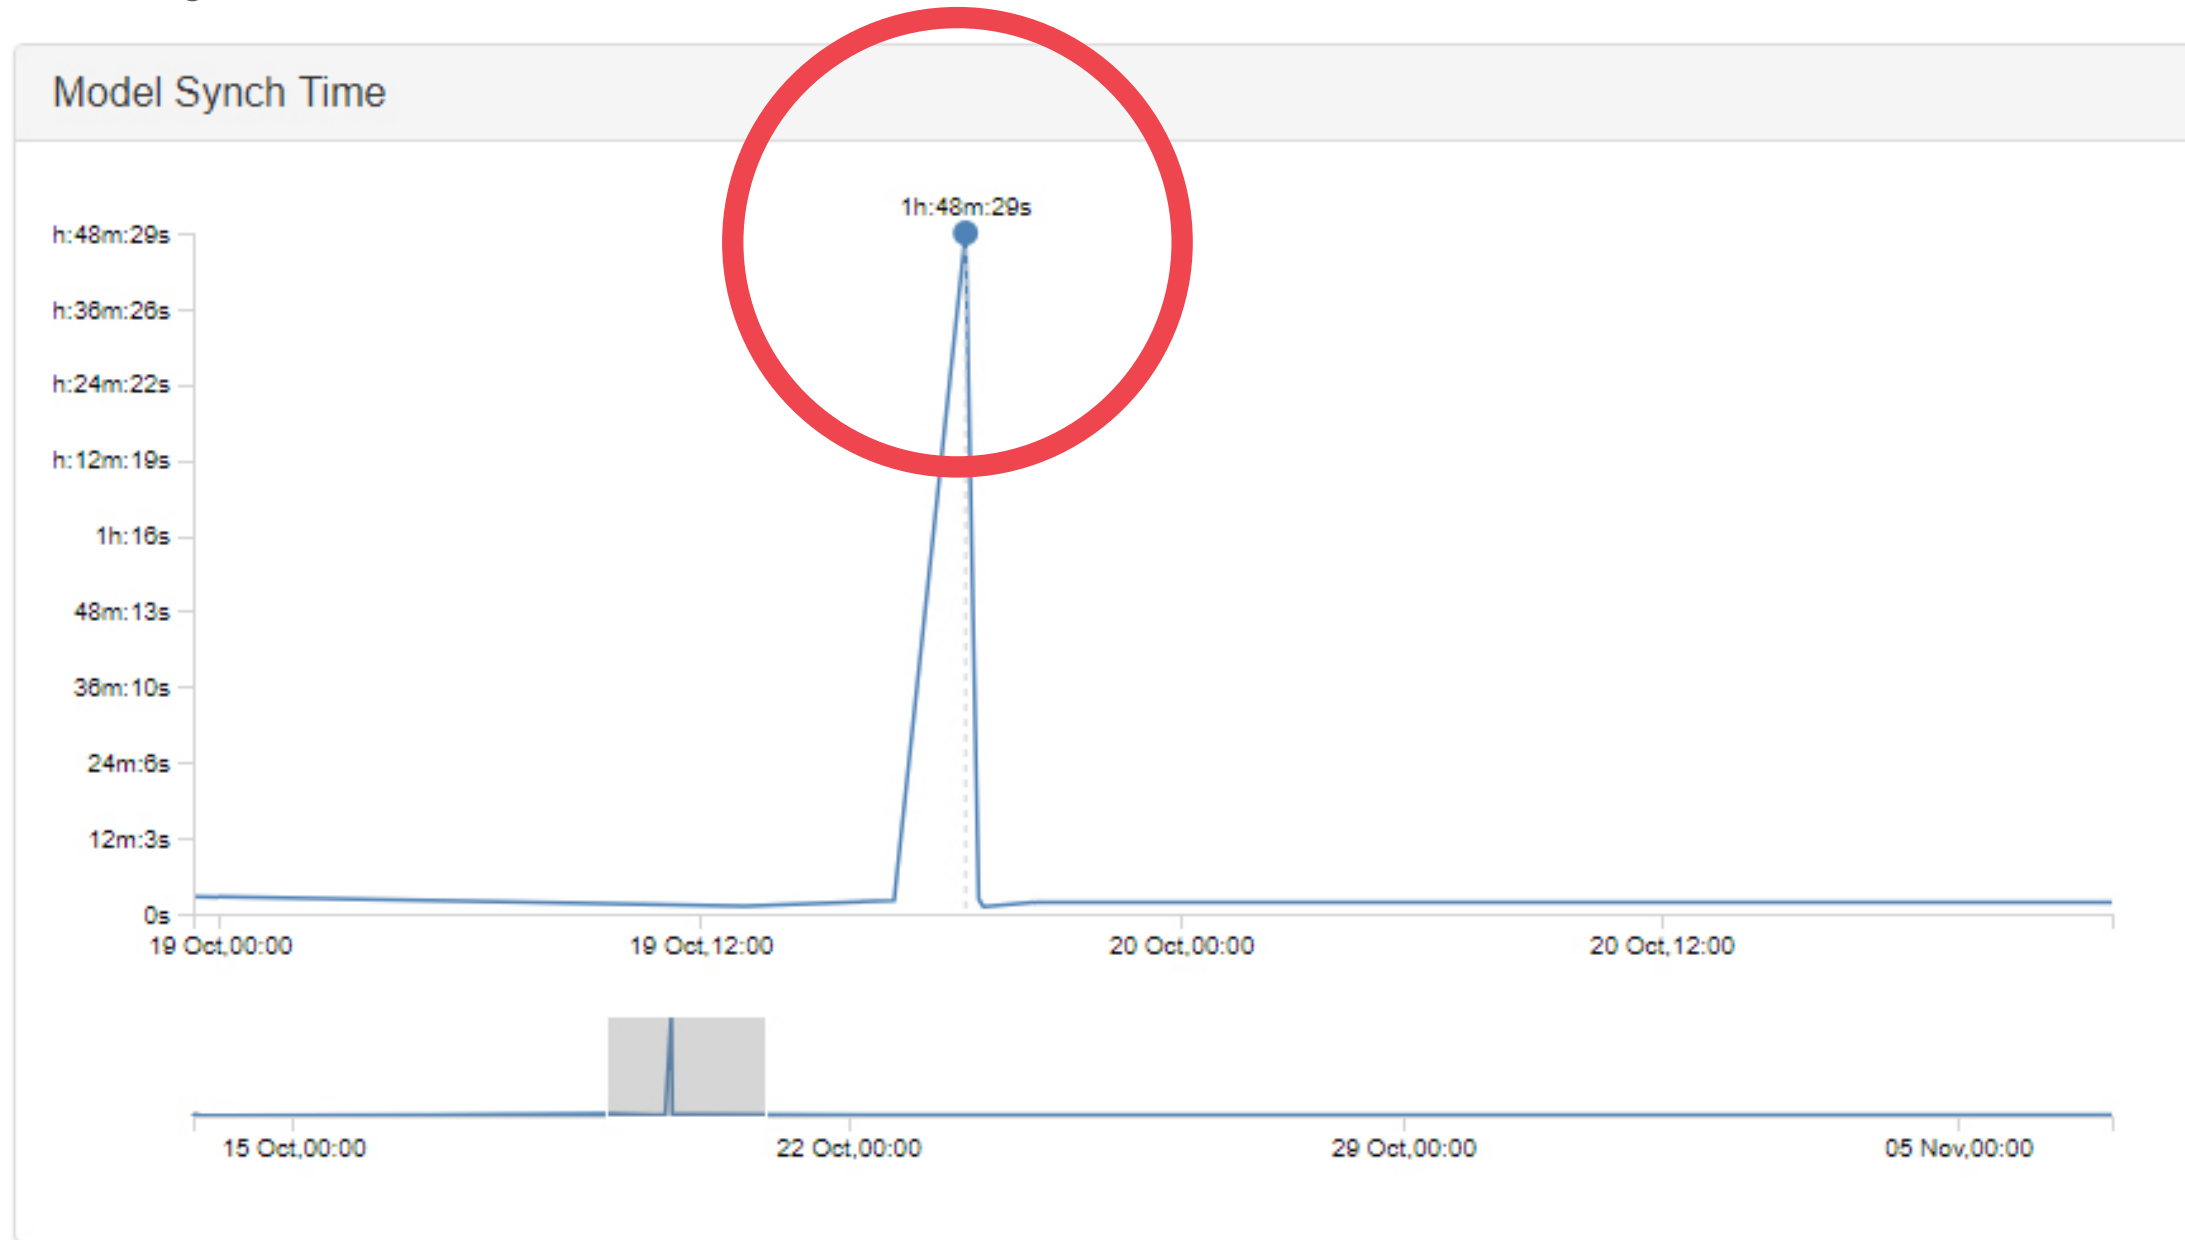 Model Synch Time
1h:48m:29s
h:48m:29s
h:36m:26s
h:24m:22s
h:12m:19s
1h:16s
48m:13s
36m:10s
24m:6s
12m:3s
0s
19 Oct,00:00 19 Oct,12:00 20 Oct,00:00 20 Oct,12:00
15 Oct,00:00 22 Oct,00:00 29 Oct,00:00 05 Nov,00:00